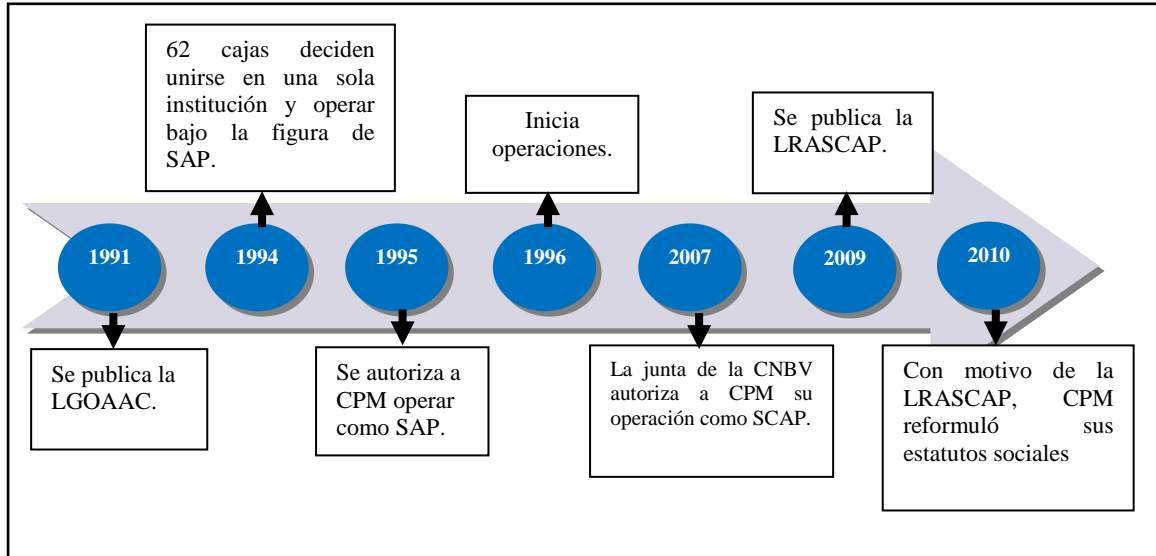 62 cajas deciden
unirse en una sola
institución y operar
bajo la figura de
SAP.
Inicia
operaciones.
Se publica la
LRASCAP.
1991
1994
1995
1996
2007
2009
2010
Se publica la
LGOAAC.
Se autoriza a
CPM operar
como SAP.
La junta de la CNBV
autoriza a CPM su
operación como SCAP.
Con motivo de la
LRASCAP, CPM
reformuló sus
estatutos sociales